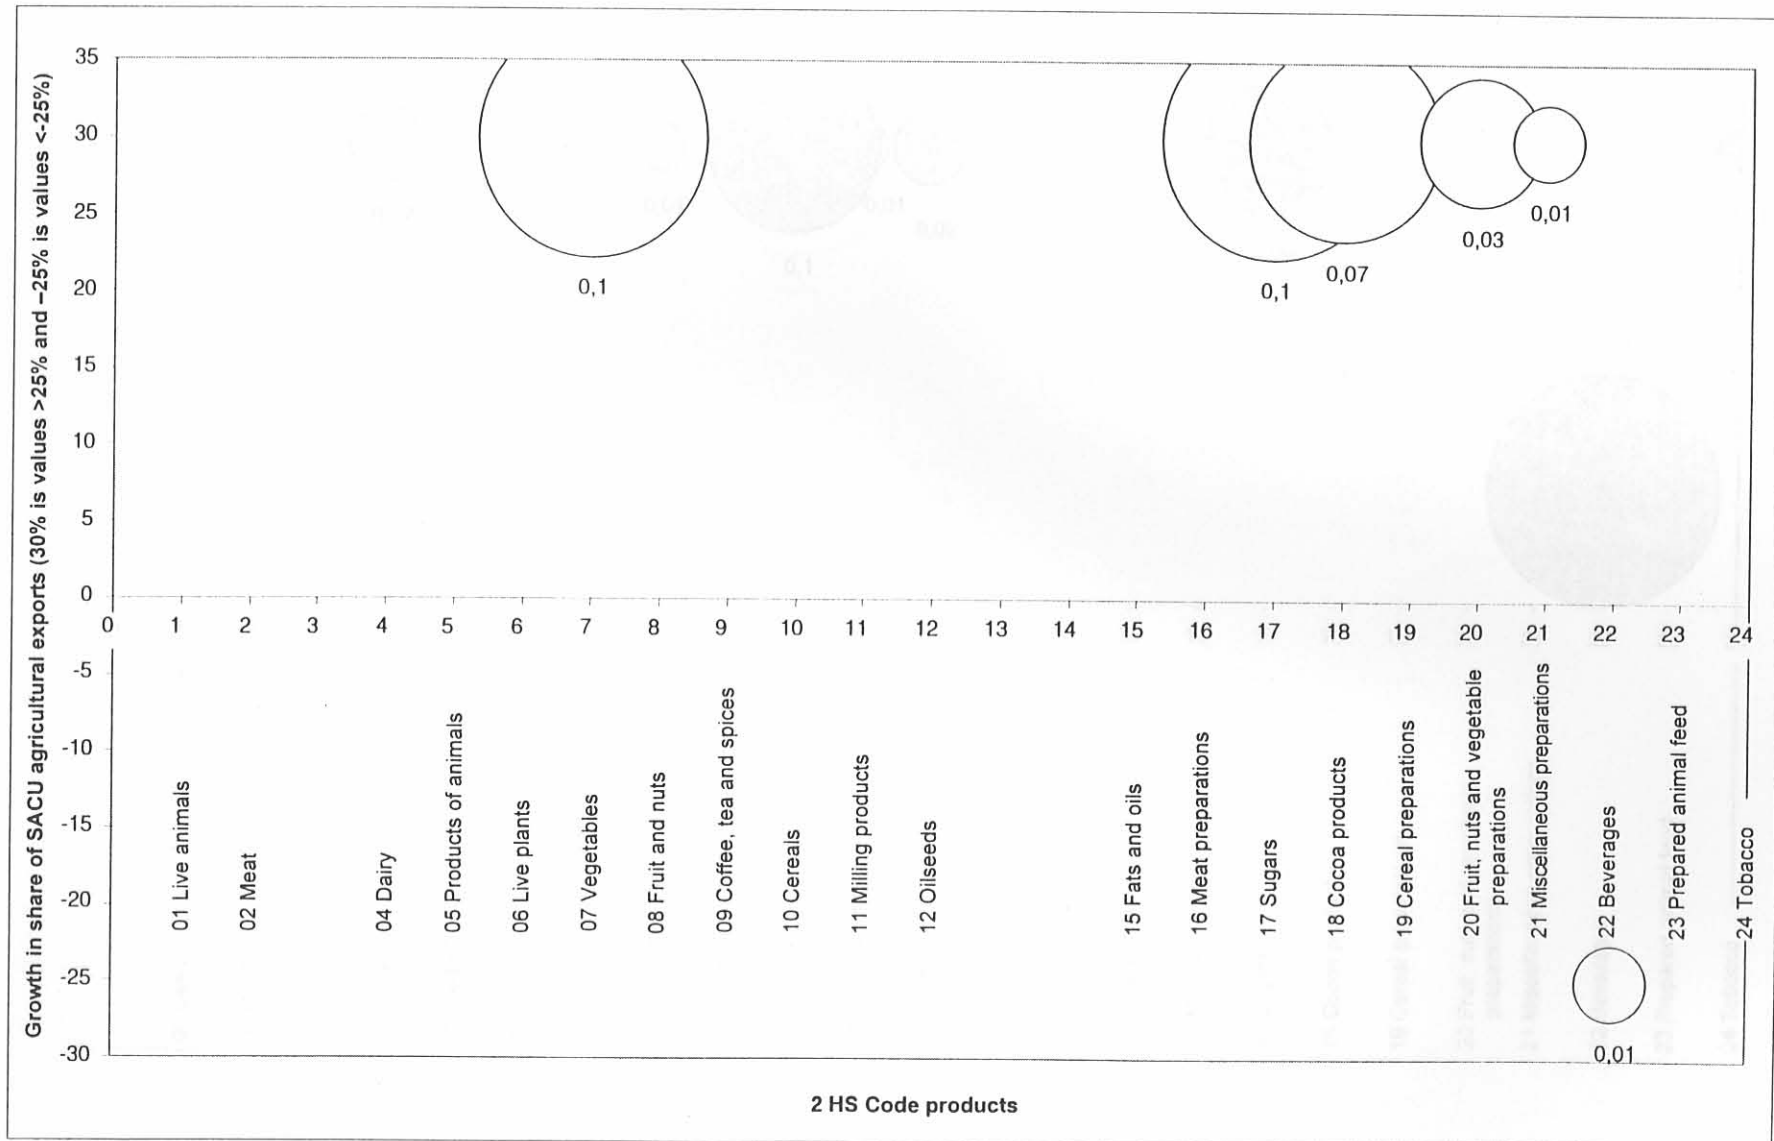 Growth in share of SACU agricultural exports (30% is values >25% and –25% is values <-25%)
35
30
25
20
15
10
5
0
-5
-10
-15
-20
-25
-30
0,1
0,1
0,07
0,03
0,01
0 1 2 3 4 5 6 7 8 9 10 11 12 13 14 15 16 17 18 19 20 21 22 23 24
01 Live animals
02 Meat
04 Dairy
05 Products of animals
06 Live plants
07 Vegetables
08 Fruit and nuts
09 Coffee, tea and spices
10 Cereals
11 Milling products
12 Oilseeds
15 Fats and oils
16 Meat preparations
17 Sugars
18 Cocoa products
19 Cereal preparations
20 Fruit, nuts and vegetable
preparations
21 Miscellaneous preparations
22 Beverages
23 Prepared animal feed
24 Tobacco
0,01
2 HS Code products